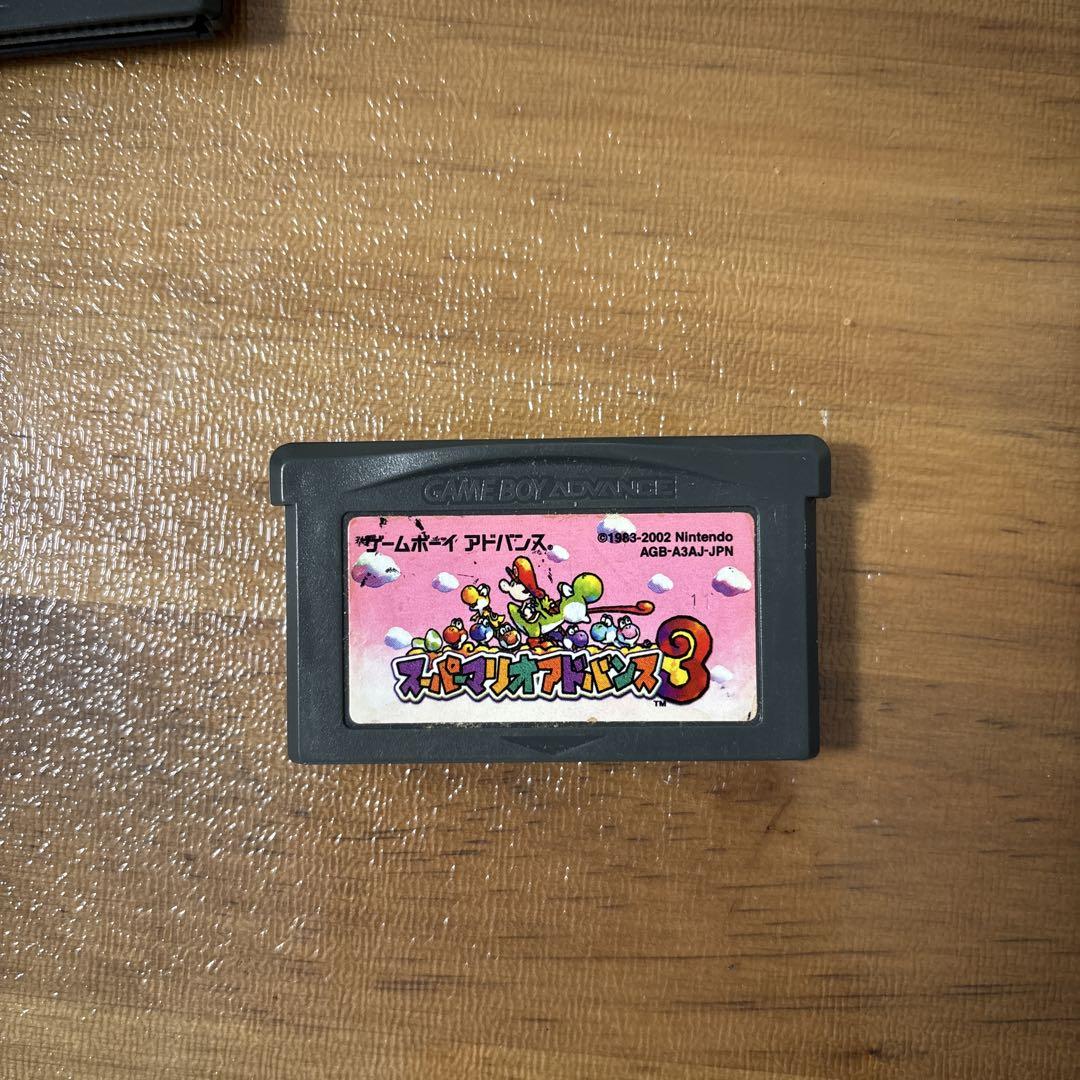 GAME BOY ADVANCE
ゲームボーイ アドバンス®
©1983-2002 Nintendo
AGB-A3AJ-JPN
11
スーパーマリオアドバンス3
TM